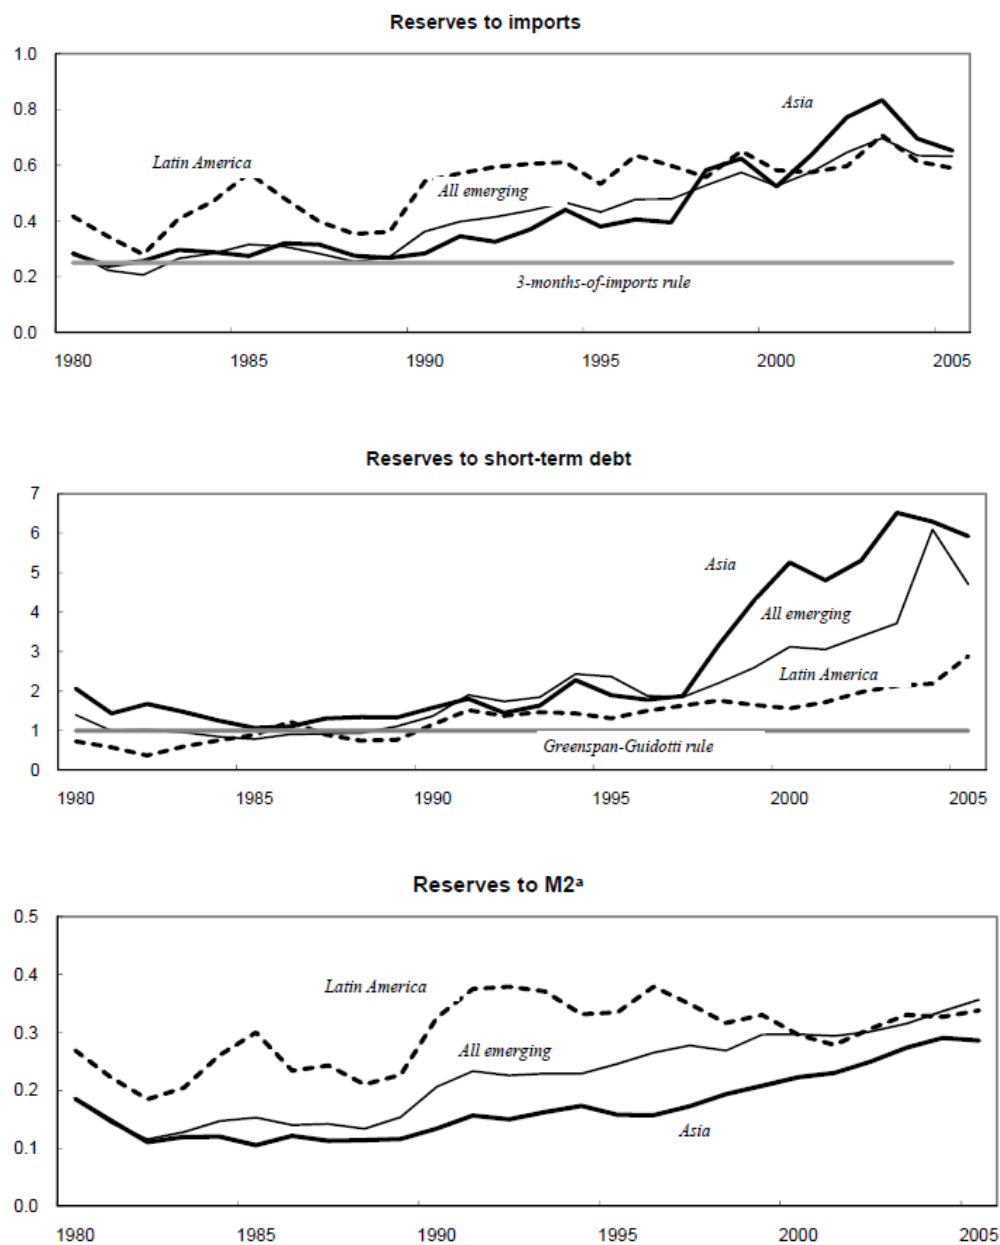 Reserves to imports
1.0
0.8
0.6
0.4
0.2
0.0
Asia
Latin America
All emerging
3-months-of-imports rule
1980 1985 1990 1995 2000 2005
Reserves to short-term debt
7
6
5
4
3
2
1
0
Asia
All emerging
Latin America
Greenspan-Guidotti rule
1980 1985 1990 1995 2000 2005
Reserves to M2ᵃ
0.5
0.4
0.3
0.2
0.1
0.0
Latin America
All emerging
Asia
1980 1985 1990 1995 2000 2005